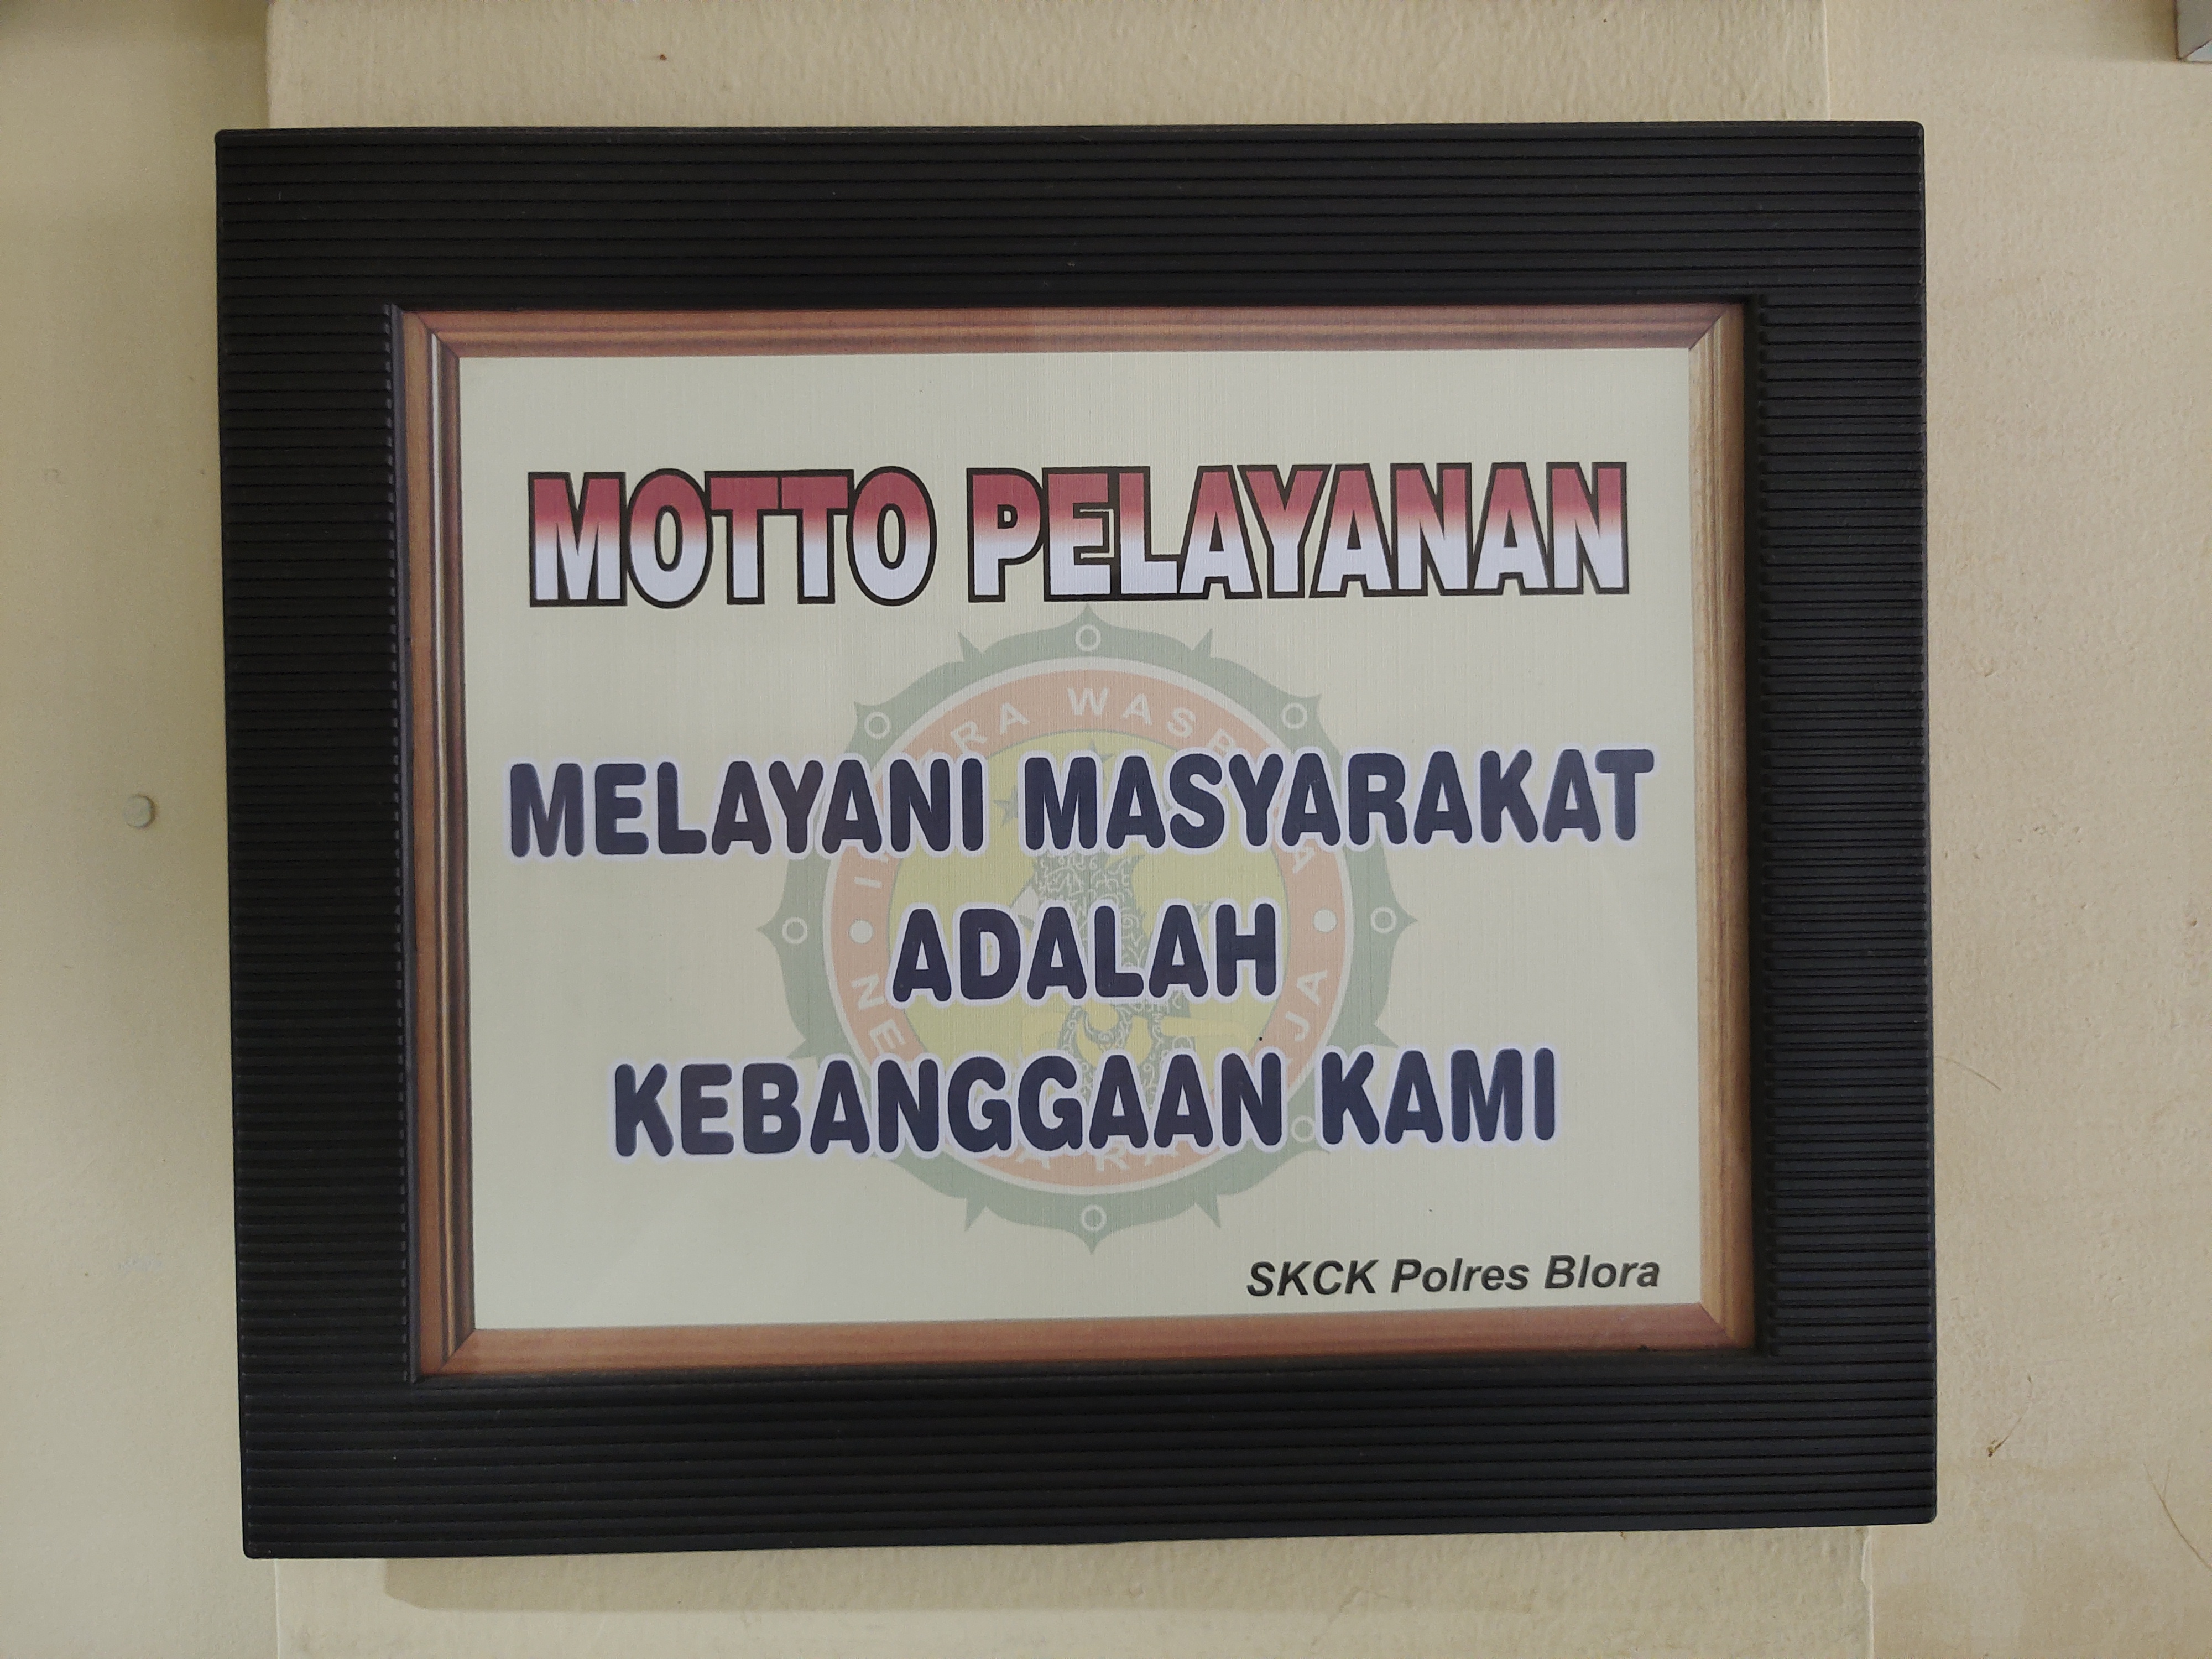 MOTTO PELAYANAN
MELAYANI MASYARAKAT
ADALAH
KEBANGGAAN KAMI
SKCK Polres Blora